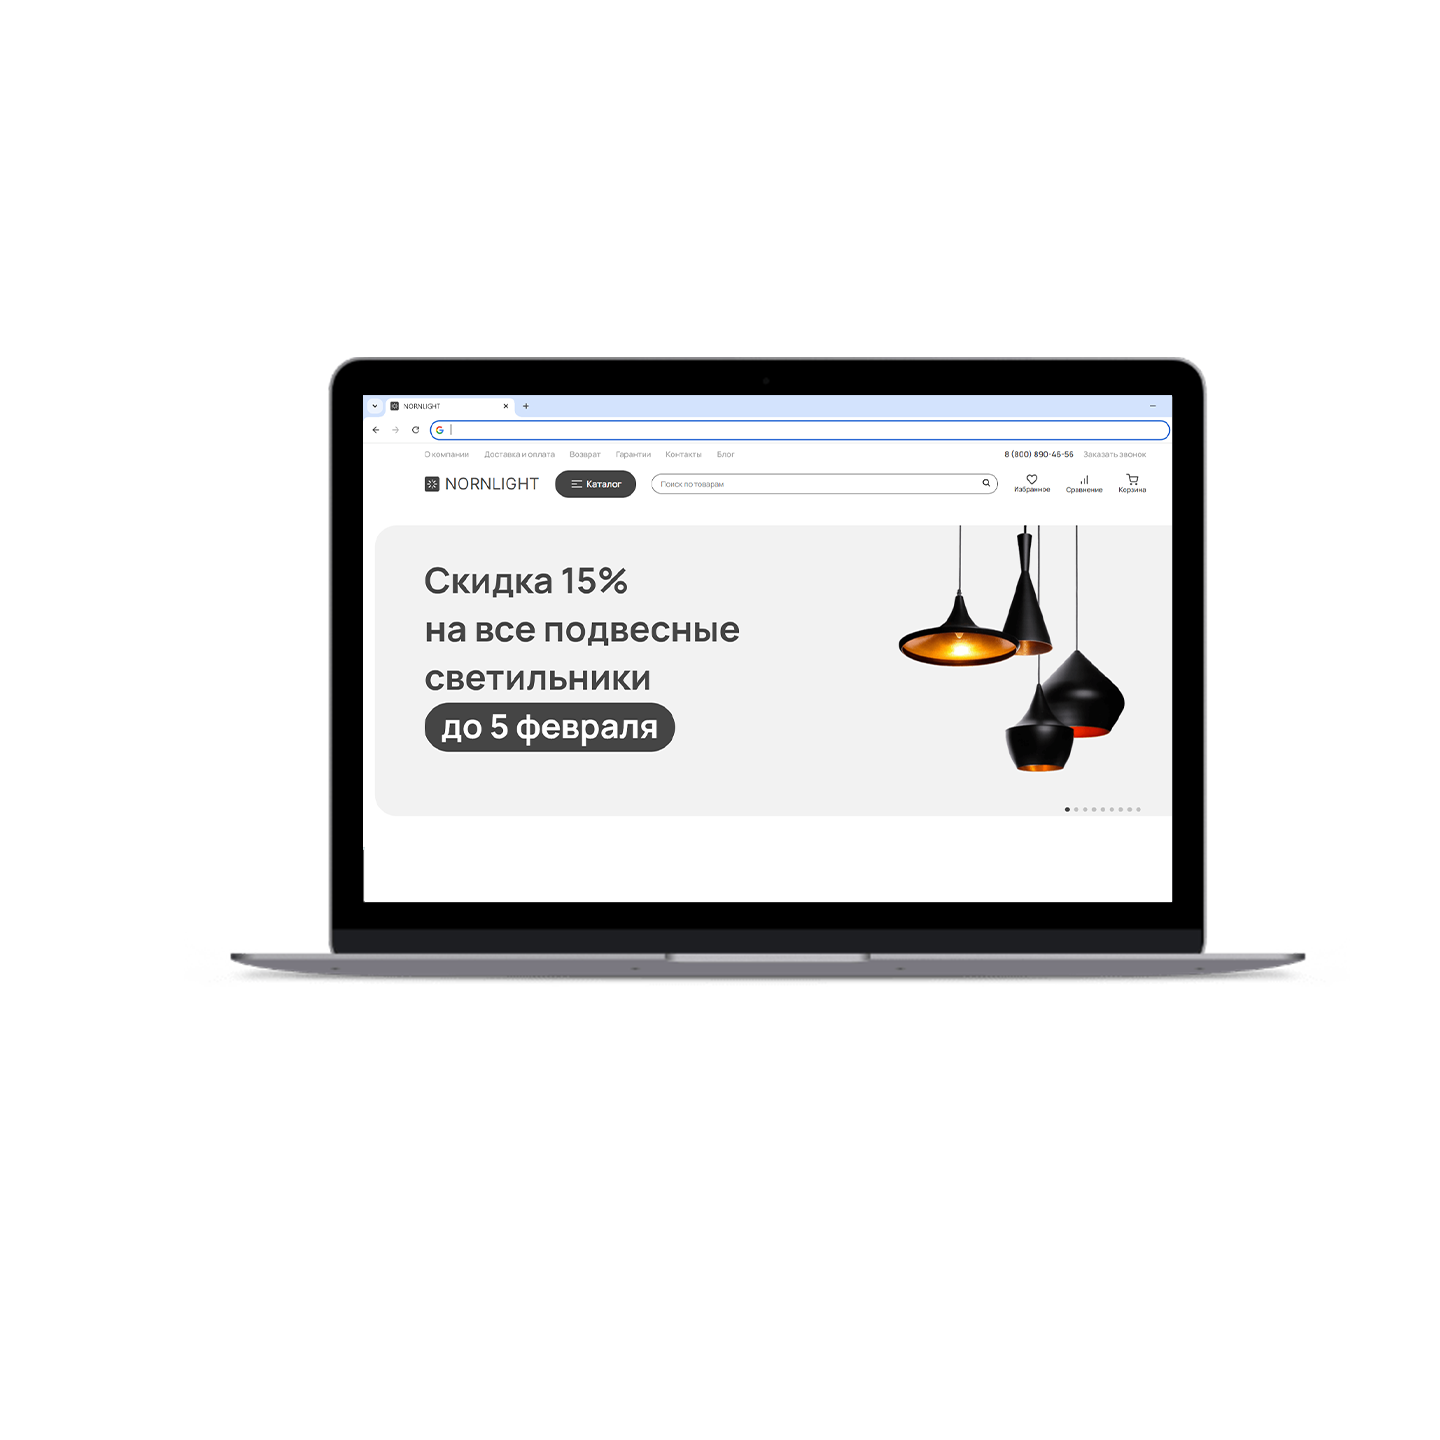 NORNLIGHT
О компании Доставка и оплата Возврат Гарантии Контакты Блог 8 (800) 890-46-56 Заказать звонок
NORNLIGHT Каталог Поиск по товарам Избранное Сравнение Корзина
Скидка 15%
на все подвесные
светильники
до 5 февраля